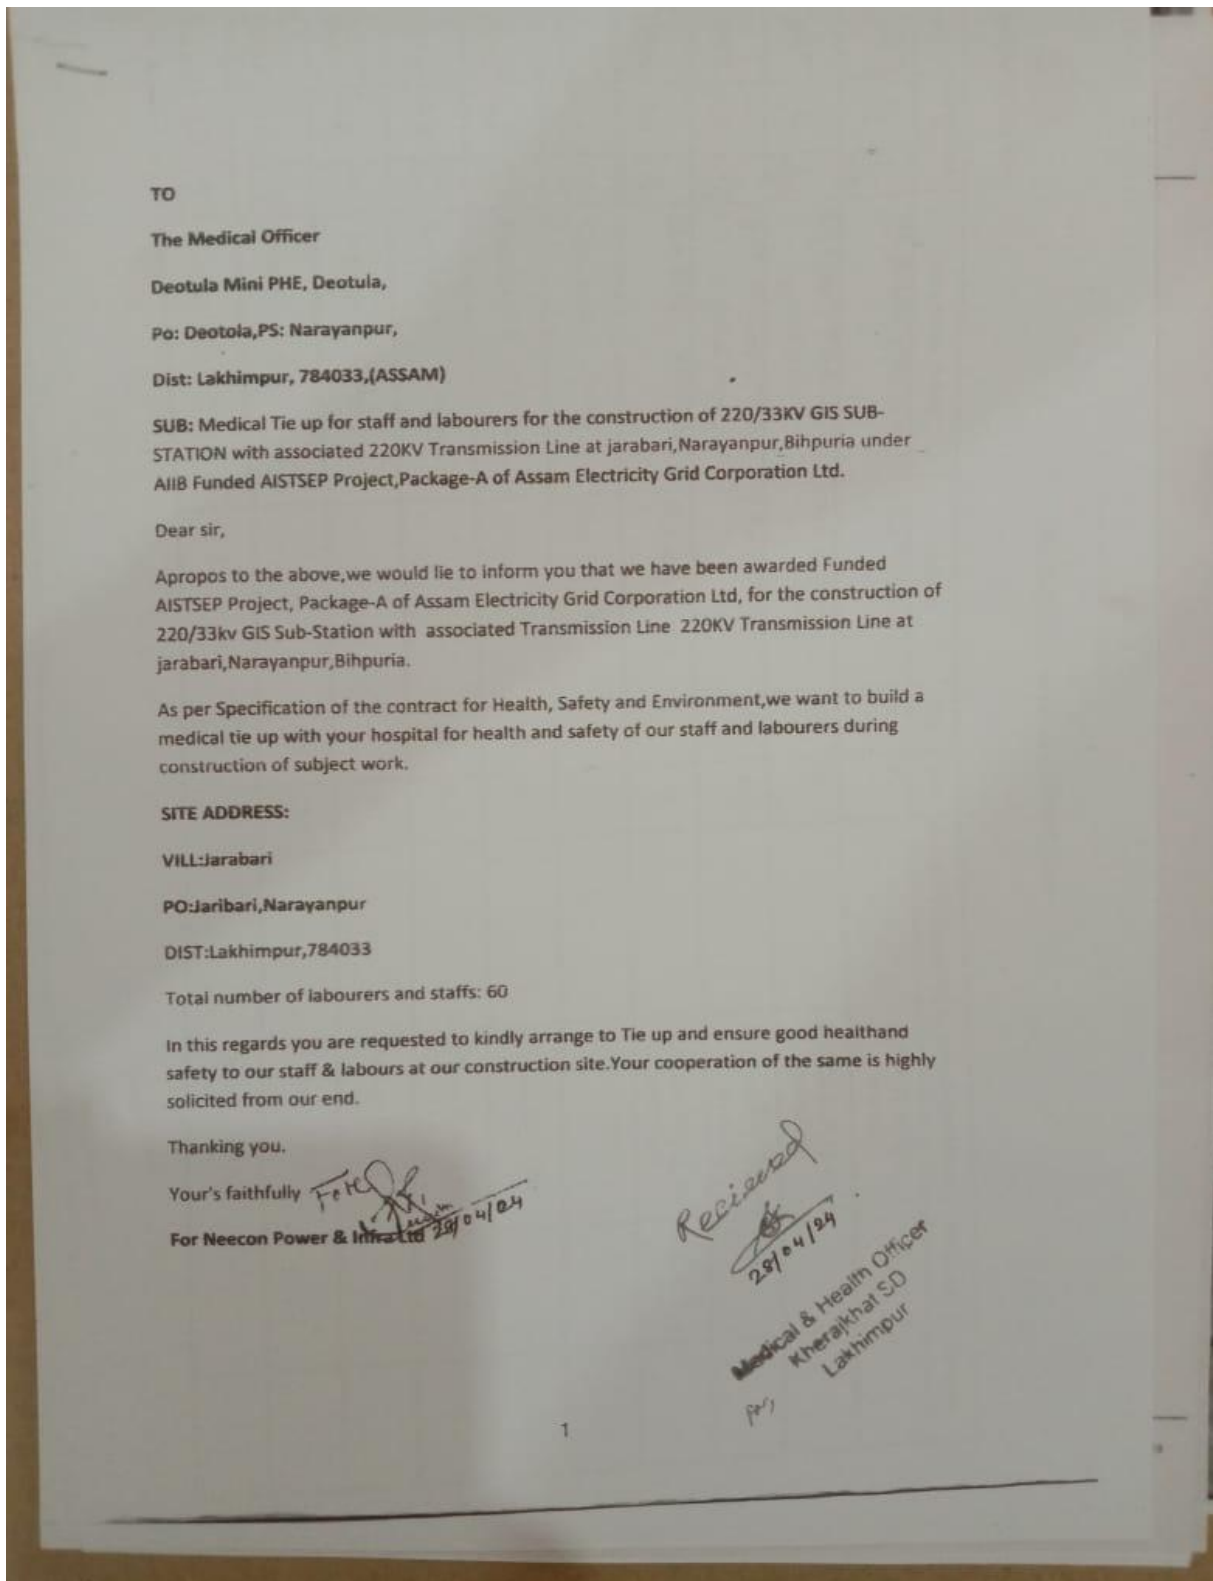 TO
The Medical Officer
Deotula Mini PHE, Deotula,
Po: Deotola,PS: Narayanpur,
Dist: Lakhimpur, 784033,(ASSAM)
SUB: Medical Tie up for staff and labourers for the construction of 220/33KV GIS SUB-
STATION with associated 220KV Transmission Line at jarabari,Narayanpur,Bihpuria under
AIIB Funded AISTSEP Project,Package-A of Assam Electricity Grid Corporation Ltd.
Dear sir,
Apropos to the above,we would lie to inform you that we have been awarded Funded
AISTSEP Project, Package-A of Assam Electricity Grid Corporation Ltd, for the construction of
220/33kv GIS Sub-Station with associated Transmission Line 220KV Transmission Line at
jarabari,Narayanpur,Bihpuria.
As per Specification of the contract for Health, Safety and Environment,we want to build a
medical tie up with your hospital for health and safety of our staff and labourers during
construction of subject work.
SITE ADDRESS:
VILL:Jarabari
PO:Jaribari,Narayanpur
DIST:Lakhimpur,784033
Total number of labourers and staffs: 60
In this regards you are requested to kindly arrange to Tie up and ensure good healthand
safety to our staff & labours at our construction site.Your cooperation of the same is highly
solicited from our end.
Thanking you.
Your's faithfully
For Neecon Power & Infra Ltd 28/04/24
Recieved
28/04/24
Medical & Health Officer
Kherajkhat SD
Lakhimpur
for,
1